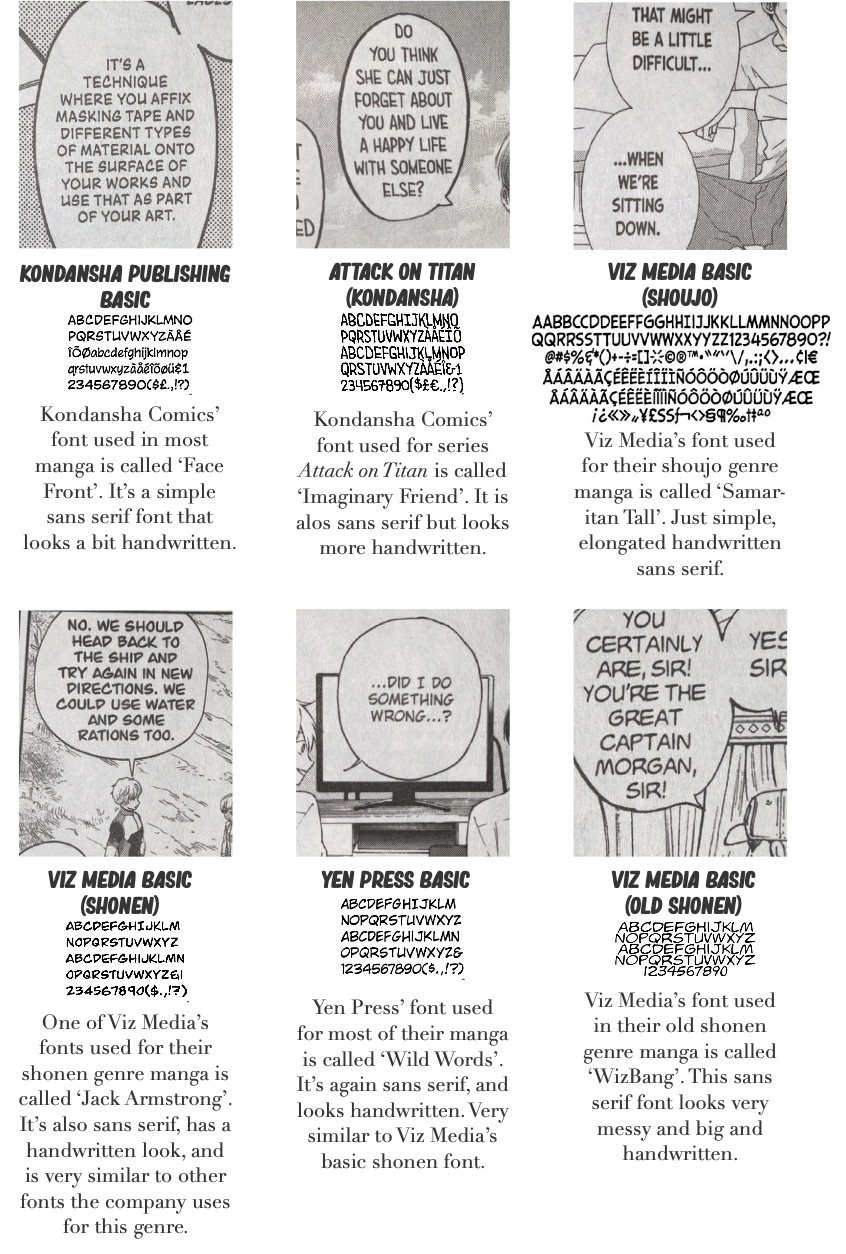 IT'S A
TECHNIQUE
WHERE YOU AFFIX
MASKING TAPE AND
DIFFERENT TYPES
OF MATERIAL ONTO
THE SURFACE OF
YOUR WORKS AND
USE THAT AS PART
OF YOUR ART.
KONDANSHA PUBLISHING
BASIC
ABCDEFGHIJKLMNO
PQRSTUVWXYZÀÅÉ
ÎÕØabcdefghijklmnop
qrstuvwxyzàåéîõøü&1
234567890($£.,!?)
Kondansha Comics'
font used in most
manga is called 'Face
Front'. It's a simple
sans serif font that
looks a bit handwritten.
DO
YOU THINK
SHE CAN JUST
FORGET ABOUT
YOU AND LIVE
A HAPPY LIFE
WITH SOMEONE
ELSE?
ED
ATTACK ON TITAN
(KONDANSHA)
ABCDEFGHIJKLMNO
PQRSTUVWXYZÀÅÉÎÕ
ABCDEFGHIJKLMNOP
QRSTUVWXYZÀÅÉÎÕ&1
234567890($£€.,!?)
Kondansha Comics'
font used for series
Attack on Titan is called
'Imaginary Friend'. It is
alos sans serif but looks
more handwritten.
THAT MIGHT
BE A LITTLE
DIFFICULT...
...WHEN
WE'RE
SITTING
DOWN.
VIZ MEDIA BASIC
(SHOUJO)
AABBCCDDEEFFGGHHIIJJKKLLMMNNOOPP
QQRRSSTTUUVVWWXXYYZZ1234567890?!
Viz Media's font used
for their shoujo genre
manga is called 'Samar-
itan Tall'. Just simple,
elongated handwritten
sans serif.
NO. WE SHOULD
HEAD BACK TO
THE SHIP AND
TRY AGAIN IN NEW
DIRECTIONS. WE
COULD USE WATER
AND SOME
RATIONS TOO.
VIZ MEDIA BASIC
(SHONEN)
ABCDEFGHIJKLM
NOPQRSTUVWXYZ
ABCDEFGHIJKLMN
OPQRSTUVWXYZ&1
234567890($.,!?)
One of Viz Media's
fonts used for their
shonen genre manga is
called 'Jack Armstrong'.
It's also sans serif, has a
handwritten look, and
is very similar to other
fonts the company uses
for this genre.
...DID I DO
SOMETHING
WRONG...?
YEN PRESS BASIC
ABCDEFGHIJKLM
NOPQRSTUVWXYZ
ABCDEFGHIJKLMN
OPQRSTUVWXYZ&
1234567890($.,!?)
Yen Press' font used
for most of their manga
is called 'Wild Words'.
It's again sans serif, and
looks handwritten. Very
similar to Viz Media's
basic shonen font.
YOU
CERTAINLY
ARE, SIR!
YOU'RE THE
GREAT
CAPTAIN
MORGAN,
SIR!
YES
SIR
VIZ MEDIA BASIC
(OLD SHONEN)
ABCDEFGHIJKLM
NOPQRSTUVWXYZ
ABCDEFGHIJKLM
NOPQRSTUVWXYZ
1234567890
Viz Media's font used
in their old shonen
genre manga is called
'WizBang'. This sans
serif font looks very
messy and big and
handwritten.